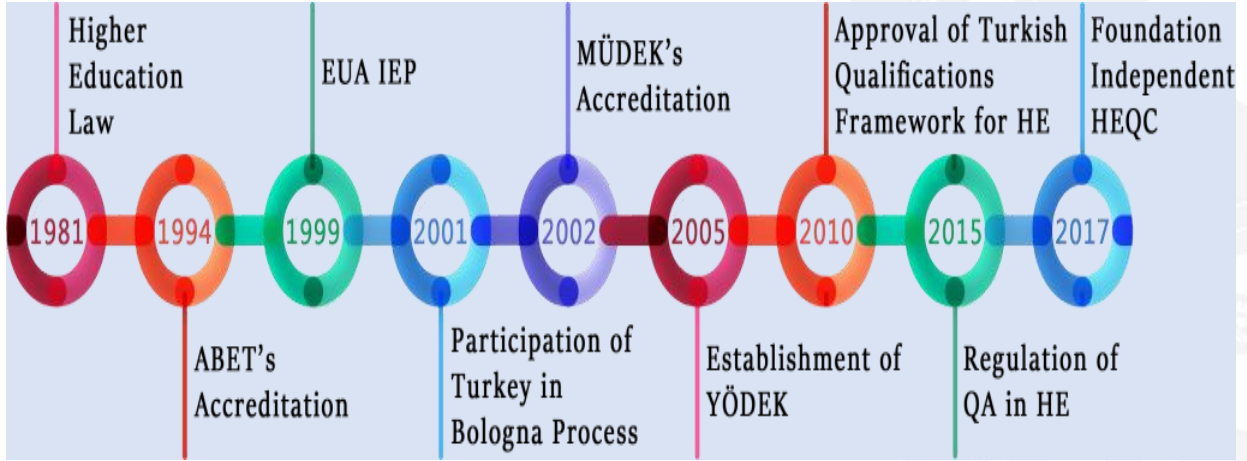 Higher
Education
Law
EUA IEP
MÜDEK's
Accreditation
Approval of Turkish
Qualifications
Framework for HE
Foundation
Independent
HEQC
1981
1994
1999
2001
2002
2005
2010
2015
2017
ABET's
Accreditation
Participation of
Turkey in
Bologna Process
Establishment of
YÖDEK
Regulation of
QA in HE